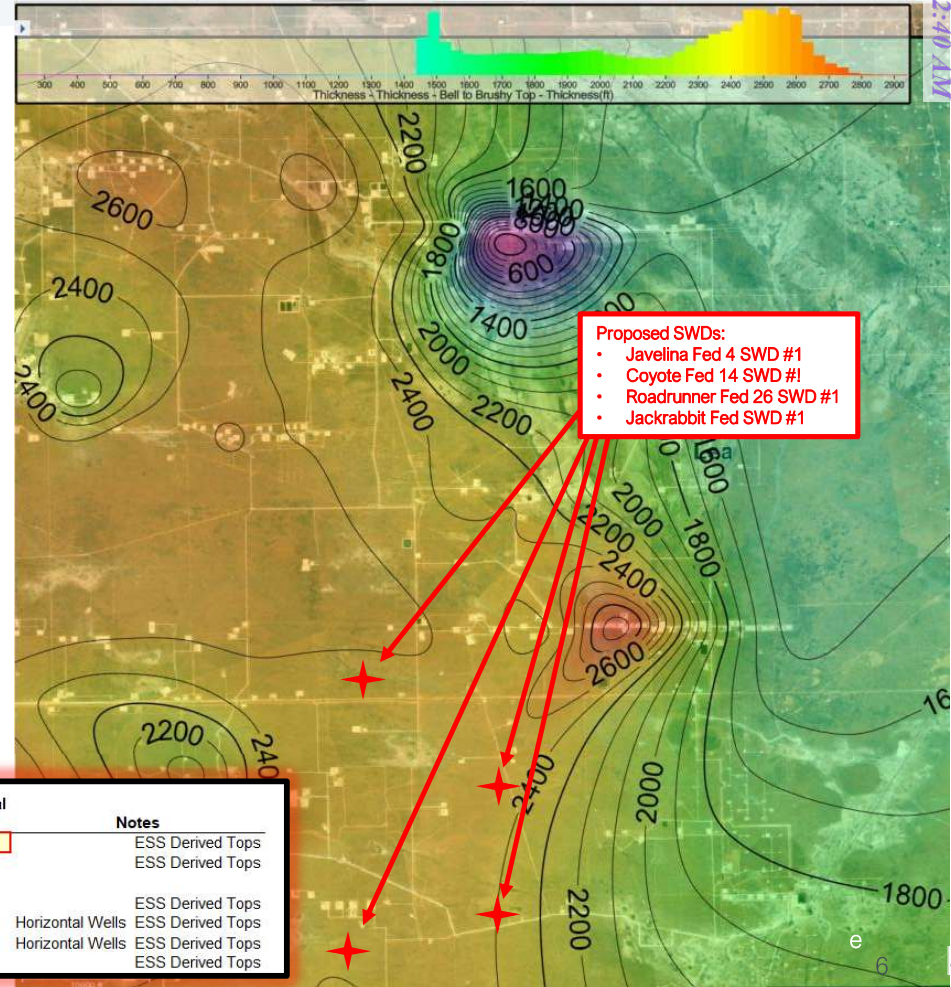 2:40 AM
300 400 500 600 700 800 900 1000 1100 1200 1300 1400 1500 1600 1700 1800 1900 2000 2100 2200 2300 2400 2500 2600 2700 2800 2900
Thickness - Thickness - Bell to Brushy Top - Thickness(ft)
2200
2600
1600
1800
600
2400
1400
2000
2400
2400
2200
Proposed SWDs:
• Javelina Fed 4 SWD #1
• Coyote Fed 14 SWD #!
• Roadrunner Fed 26 SWD #1
• Jackrabbit Fed SWD #1
1600
2000
2200
1800
2400
2600
2200
2400
2000
2200
1800
Notes
ESS Derived Tops
ESS Derived Tops
ESS Derived Tops
Horizontal Wells ESS Derived Tops
Horizontal Wells ESS Derived Tops
ESS Derived Tops
e
6